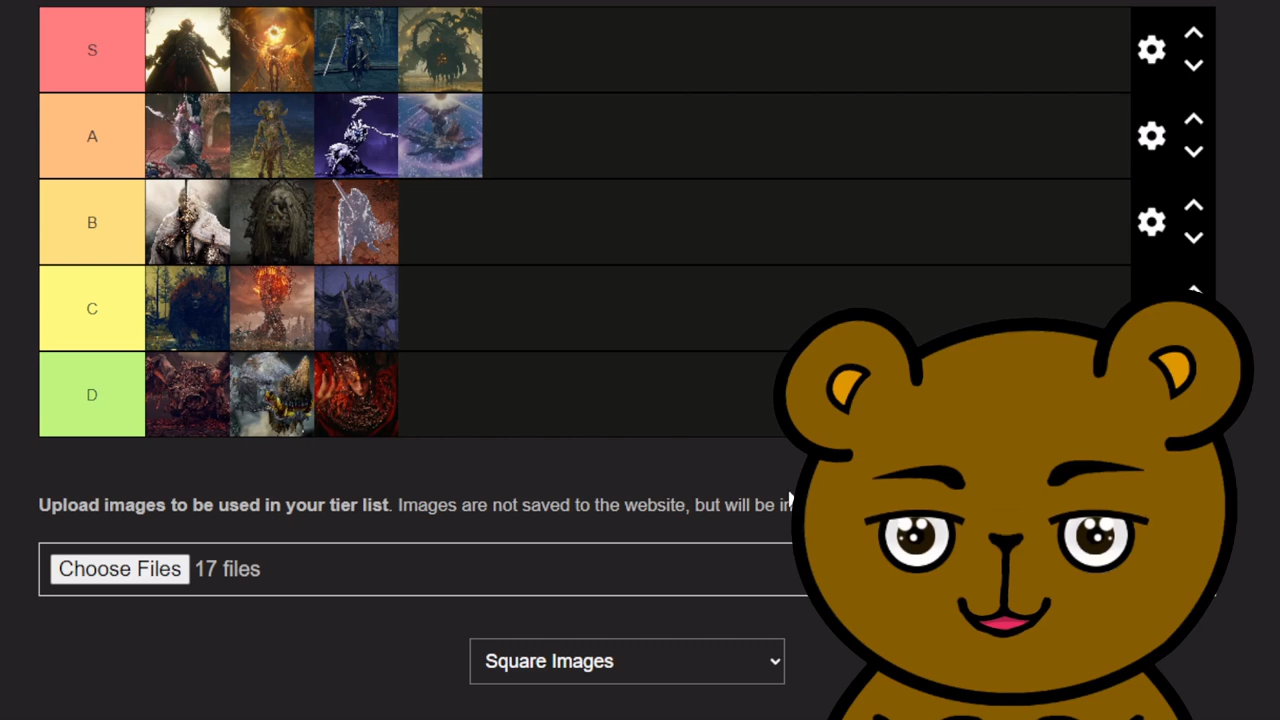 S
A
B
C
D
Upload images to be used in your tier list. Images are not saved to the website, but will be in
Choose Files 17 files
Square Images